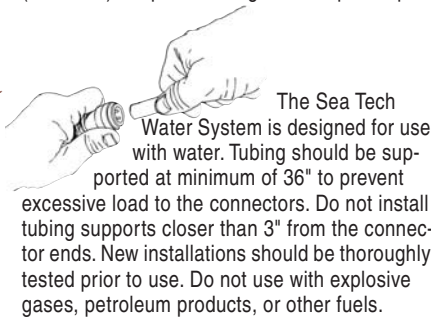 The Sea Tech
Water System is designed for use
with water. Tubing should be sup-
ported at minimum of 36" to prevent
excessive load to the connectors. Do not install
tubing supports closer than 3" from the connec-
tor ends. New installations should be thoroughly
tested prior to use. Do not use with explosive
gases, petroleum products, or other fuels.